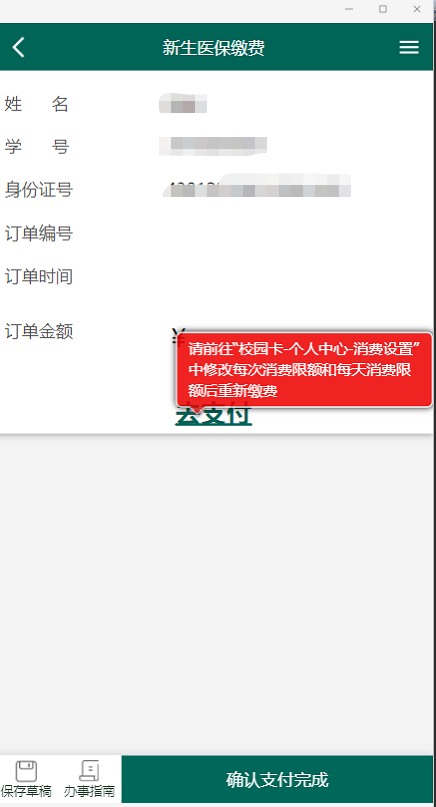 新生医保缴费
姓 名
学 号
身份证号
订单编号
订单时间
订单金额
¥
请前往“校园卡-个人中心-消费设置”
中修改每次消费限额和每天消费限
额后重新缴费
去支付
保存草稿 办事指南 确认支付完成